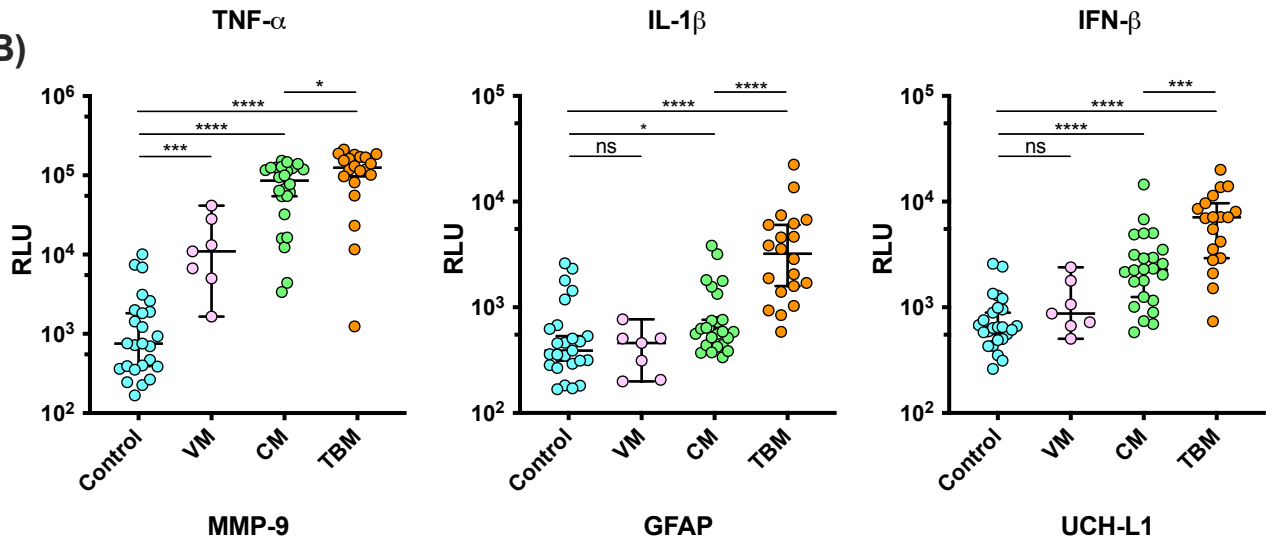 TNF-α IL-1β IFN-β
B)
10⁶ 10⁵ 10⁴ 10³ 10² RLU
* **** **** ***
Control VM CM TBM
10⁵ 10⁴ 10³ 10² RLU
**** **** * ns
Control VM CM TBM
10⁵ 10⁴ 10³ 10² RLU
*** **** **** ns
Control VM CM TBM
MMP-9 GFAP UCH-L1